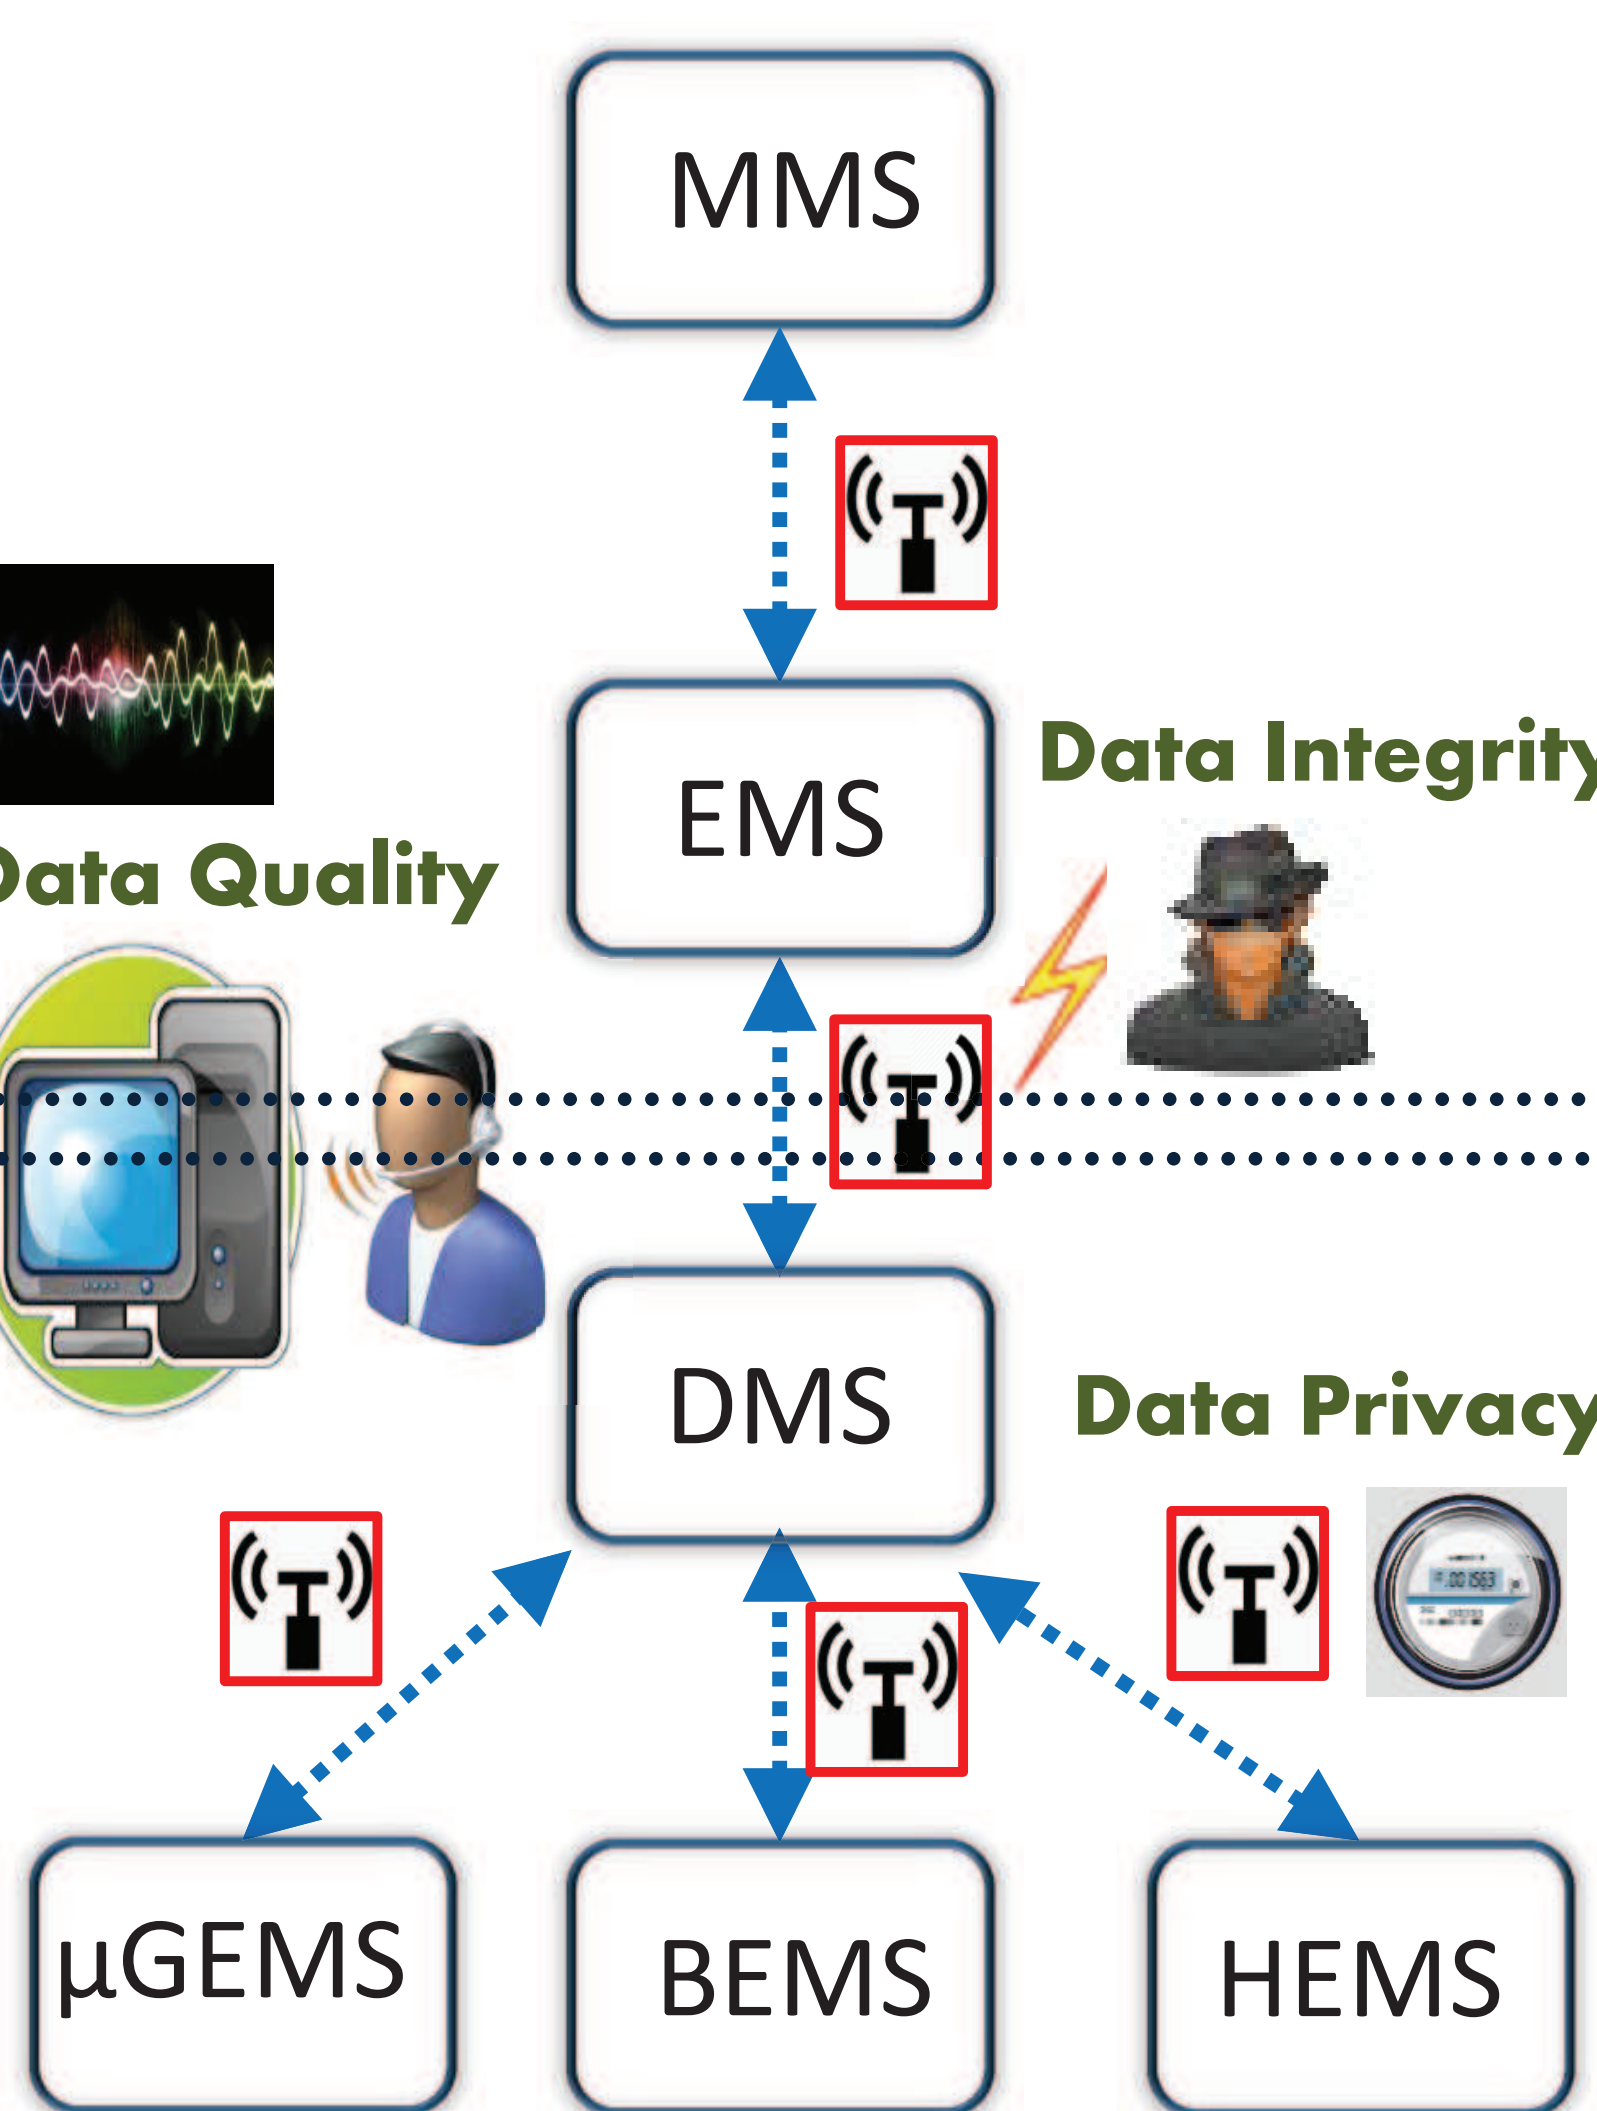 MMS
Data Integrity
EMS
Data Quality
DMS
Data Privacy
µGEMS
BEMS
HEMS